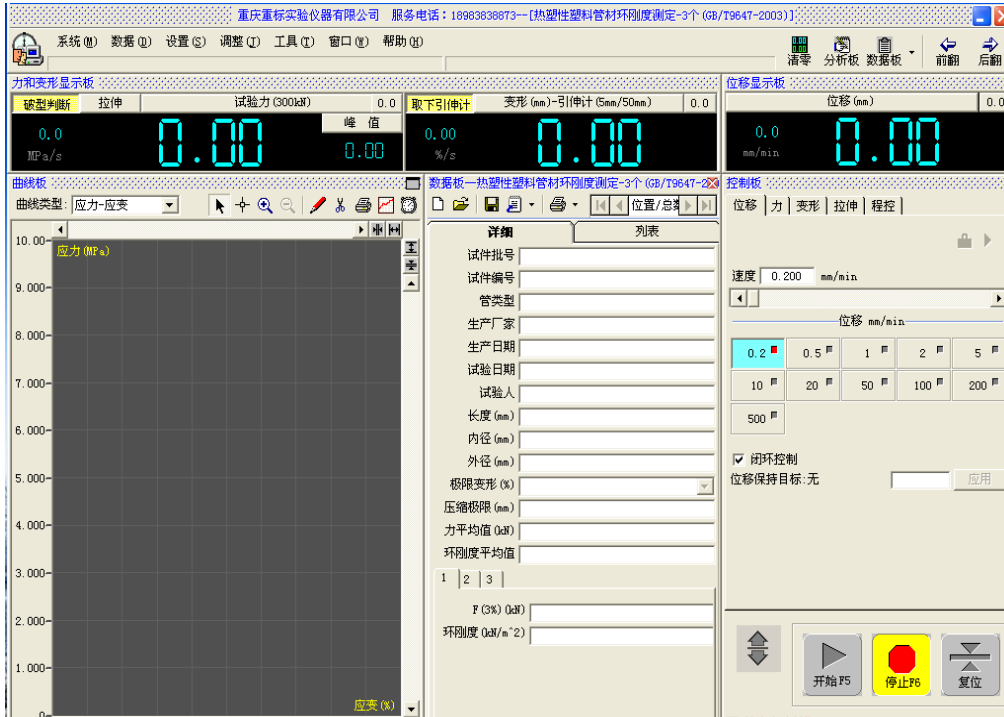 重庆重标实验仪器有限公司 服务电话：18983838873--[热塑性塑料管材环刚度测定-3个(GB/T9647-2003)]
系统(M) 数据(D) 设置(S) 调整(I) 工具(T) 窗口(W) 帮助(H)
清零 分析板 数据板 前翻 后翻
力和变形显示板
位移显示板
破型判断 拉伸 试验力(300kN) 0.0 取下引伸计 变形(mm)-引伸计(5mm/50mm) 0.0
位移(mm) 0.0
0.0 MPa/s 0.00 峰 值 0.00
0.00 %/s 0.00
0.0 mm/min 0.00
曲线板
曲线类型: 应力-应变
应力(MPa)
10.00
9.000
8.000
7.000
6.000
5.000
4.000
3.000
2.000
1.000
0
应变(%)
数据板—热塑性塑料管材环刚度测定-3个(GB/T9647-2
位置/总数
详细 列表
试件批号
试件编号
管类型
生产厂家
生产日期
试验日期
试验人
长度(mm)
内径(mm)
外径(mm)
极限变形(%)
压缩极限(mm)
力平均值(kN)
环刚度平均值
1 2 3
F(3%)(kN)
环刚度(kN/m^2)
控制板
位移 力 变形 拉伸 程控
速度 0.200 mm/min
位移 mm/min
0.2 0.5 1 2 5
10 20 50 100 200
500
闭环控制
位移保持目标:无 应用
开始F5 停止F6 复位